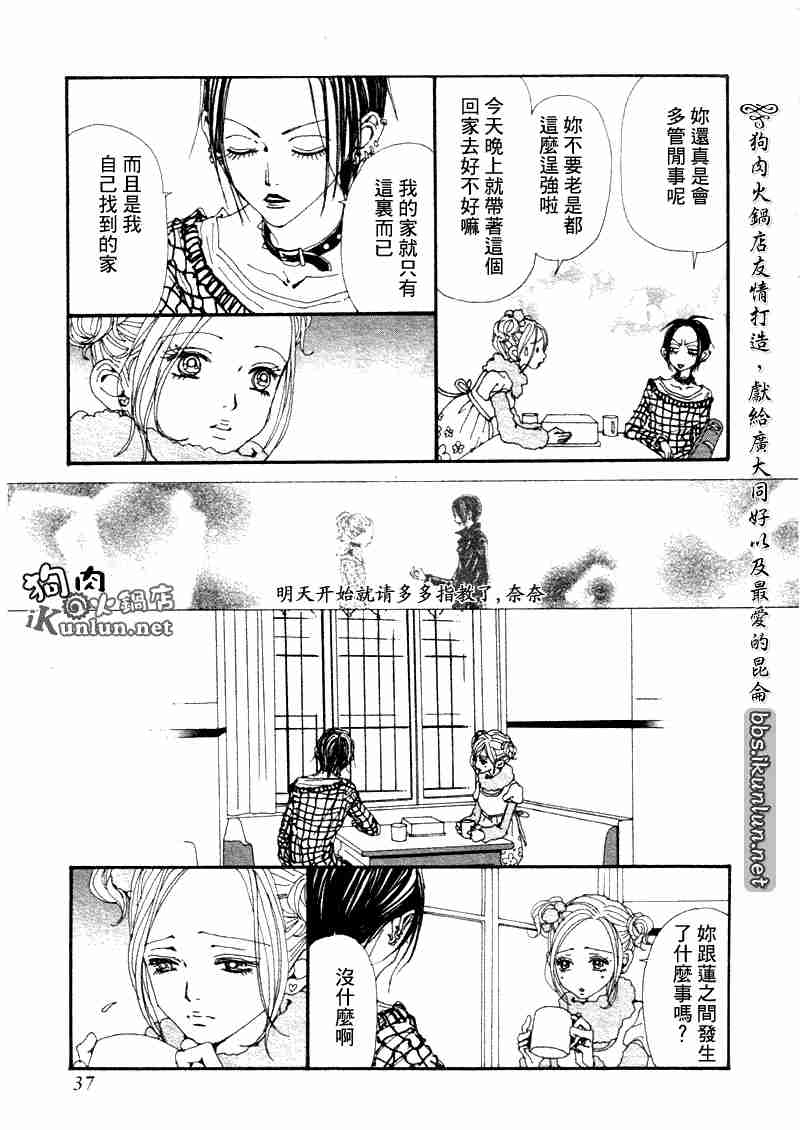 妳還真是會
多管閒事呢
妳不要老是都
這麼逞強啦
今天晚上就帶著這個
回家去好不好嘛
我的家就只有
這裏而已
而且是我
自己找到的家
明天开始就请多多指教了,奈奈
妳跟蓮之間發生
了什麼事嗎?
沒什麼啊
37
狗肉火鍋店友情打造，獻給廣大同好以及最愛的昆侖
bbs.ikunlun.net
狗肉
火鍋店
iKunlun.net